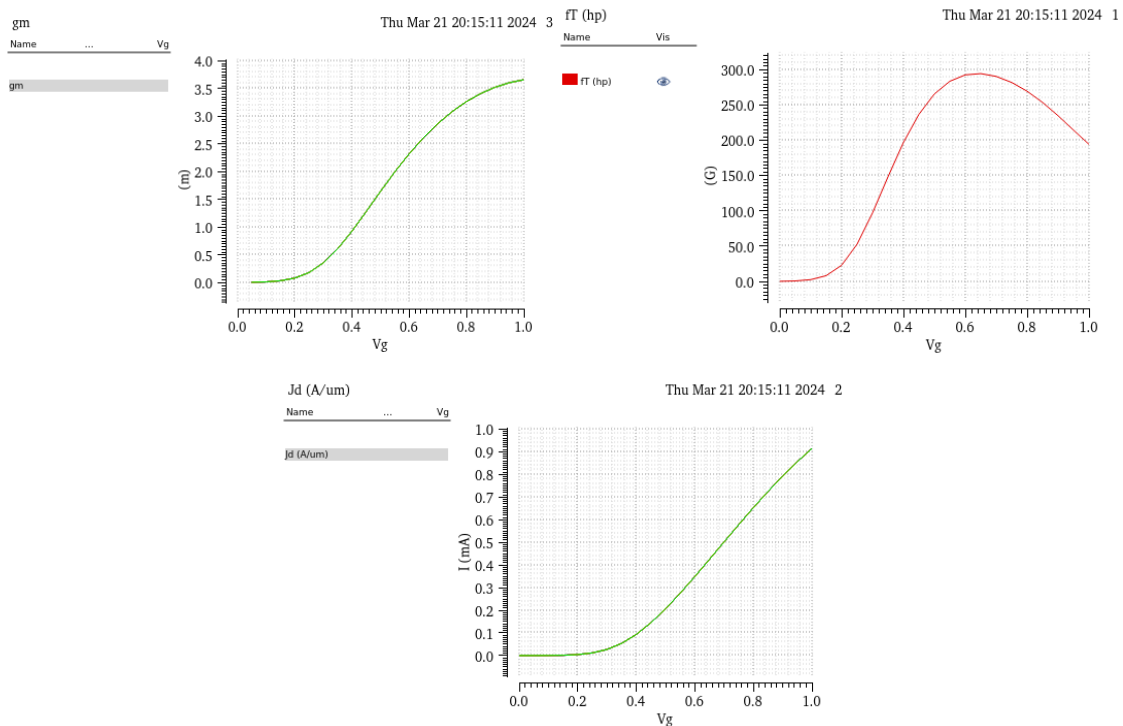 gm
Thu Mar 21 20:15:11 2024 3
Name ... Vg
gm
4.0
3.5
3.0
2.5
2.0
1.5
1.0
0.5
0.0
(m)
0.0 0.2 0.4 0.6 0.8 1.0
Vg
fT (hp)
Thu Mar 21 20:15:11 2024 1
Name Vis
fT (hp)
300.0
250.0
200.0
150.0
100.0
50.0
0.0
(G)
0.0 0.2 0.4 0.6 0.8 1.0
Vg
Jd (A/um)
Thu Mar 21 20:15:11 2024 2
Name ... Vg
Jd (A/um)
1.0
0.9
0.8
0.7
0.6
0.5
0.4
0.3
0.2
0.1
0.0
I (mA)
0.0 0.2 0.4 0.6 0.8 1.0
Vg